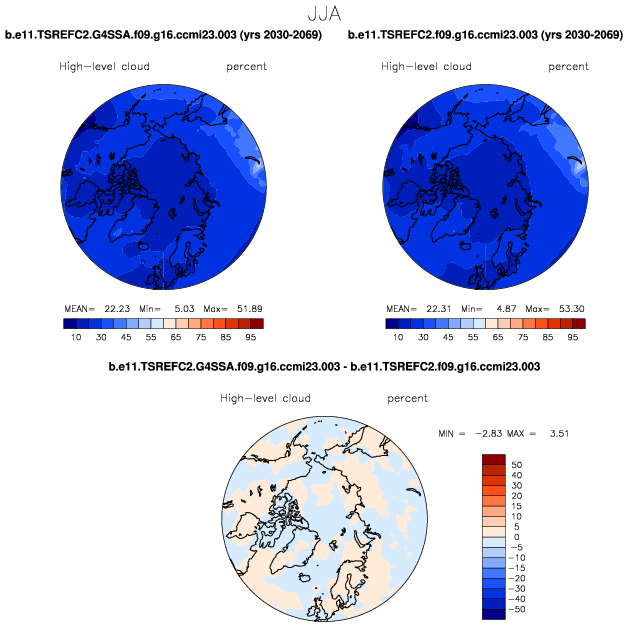 JJA
b.e11.TSREFC2.G4SSA.f09.g16.ccmi23.003 (yrs 2030-2069)
b.e11.TSREFC2.f09.g16.ccmi23.003 (yrs 2030-2069)
High-level cloud percent
High-level cloud percent
MEAN= 22.23 Min= 5.03 Max= 51.89
MEAN= 22.31 Min= 4.87 Max= 53.30
10 30 45 55 65 75 85 95
10 30 45 55 65 75 85 95
b.e11.TSREFC2.G4SSA.f09.g16.ccmi23.003 - b.e11.TSREFC2.f09.g16.ccmi23.003
High-level cloud percent
MIN = -2.83 MAX = 3.51
50
40
30
20
15
10
5
0
-5
-10
-15
-20
-30
-40
-50